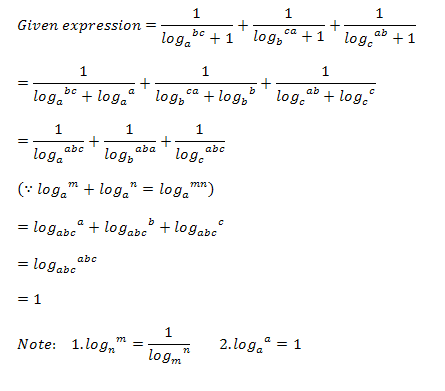 Given expression = 1/(log_a^bc + 1) + 1/(log_b^ca + 1) + 1/(log_c^ab + 1)
= 1/(log_a^bc + log_a^a) + 1/(log_b^ca + log_b^b) + 1/(log_c^ab + log_c^c)
= 1/log_a^abc + 1/log_b^aba + 1/log_c^abc
(∵ log_a^m + log_a^n = log_a^mn)
= log_abc^a + log_abc^b + log_abc^c
= log_abc^abc
= 1
Note: 1.log_n^m = 1/log_m^n 2.log_a^a = 1